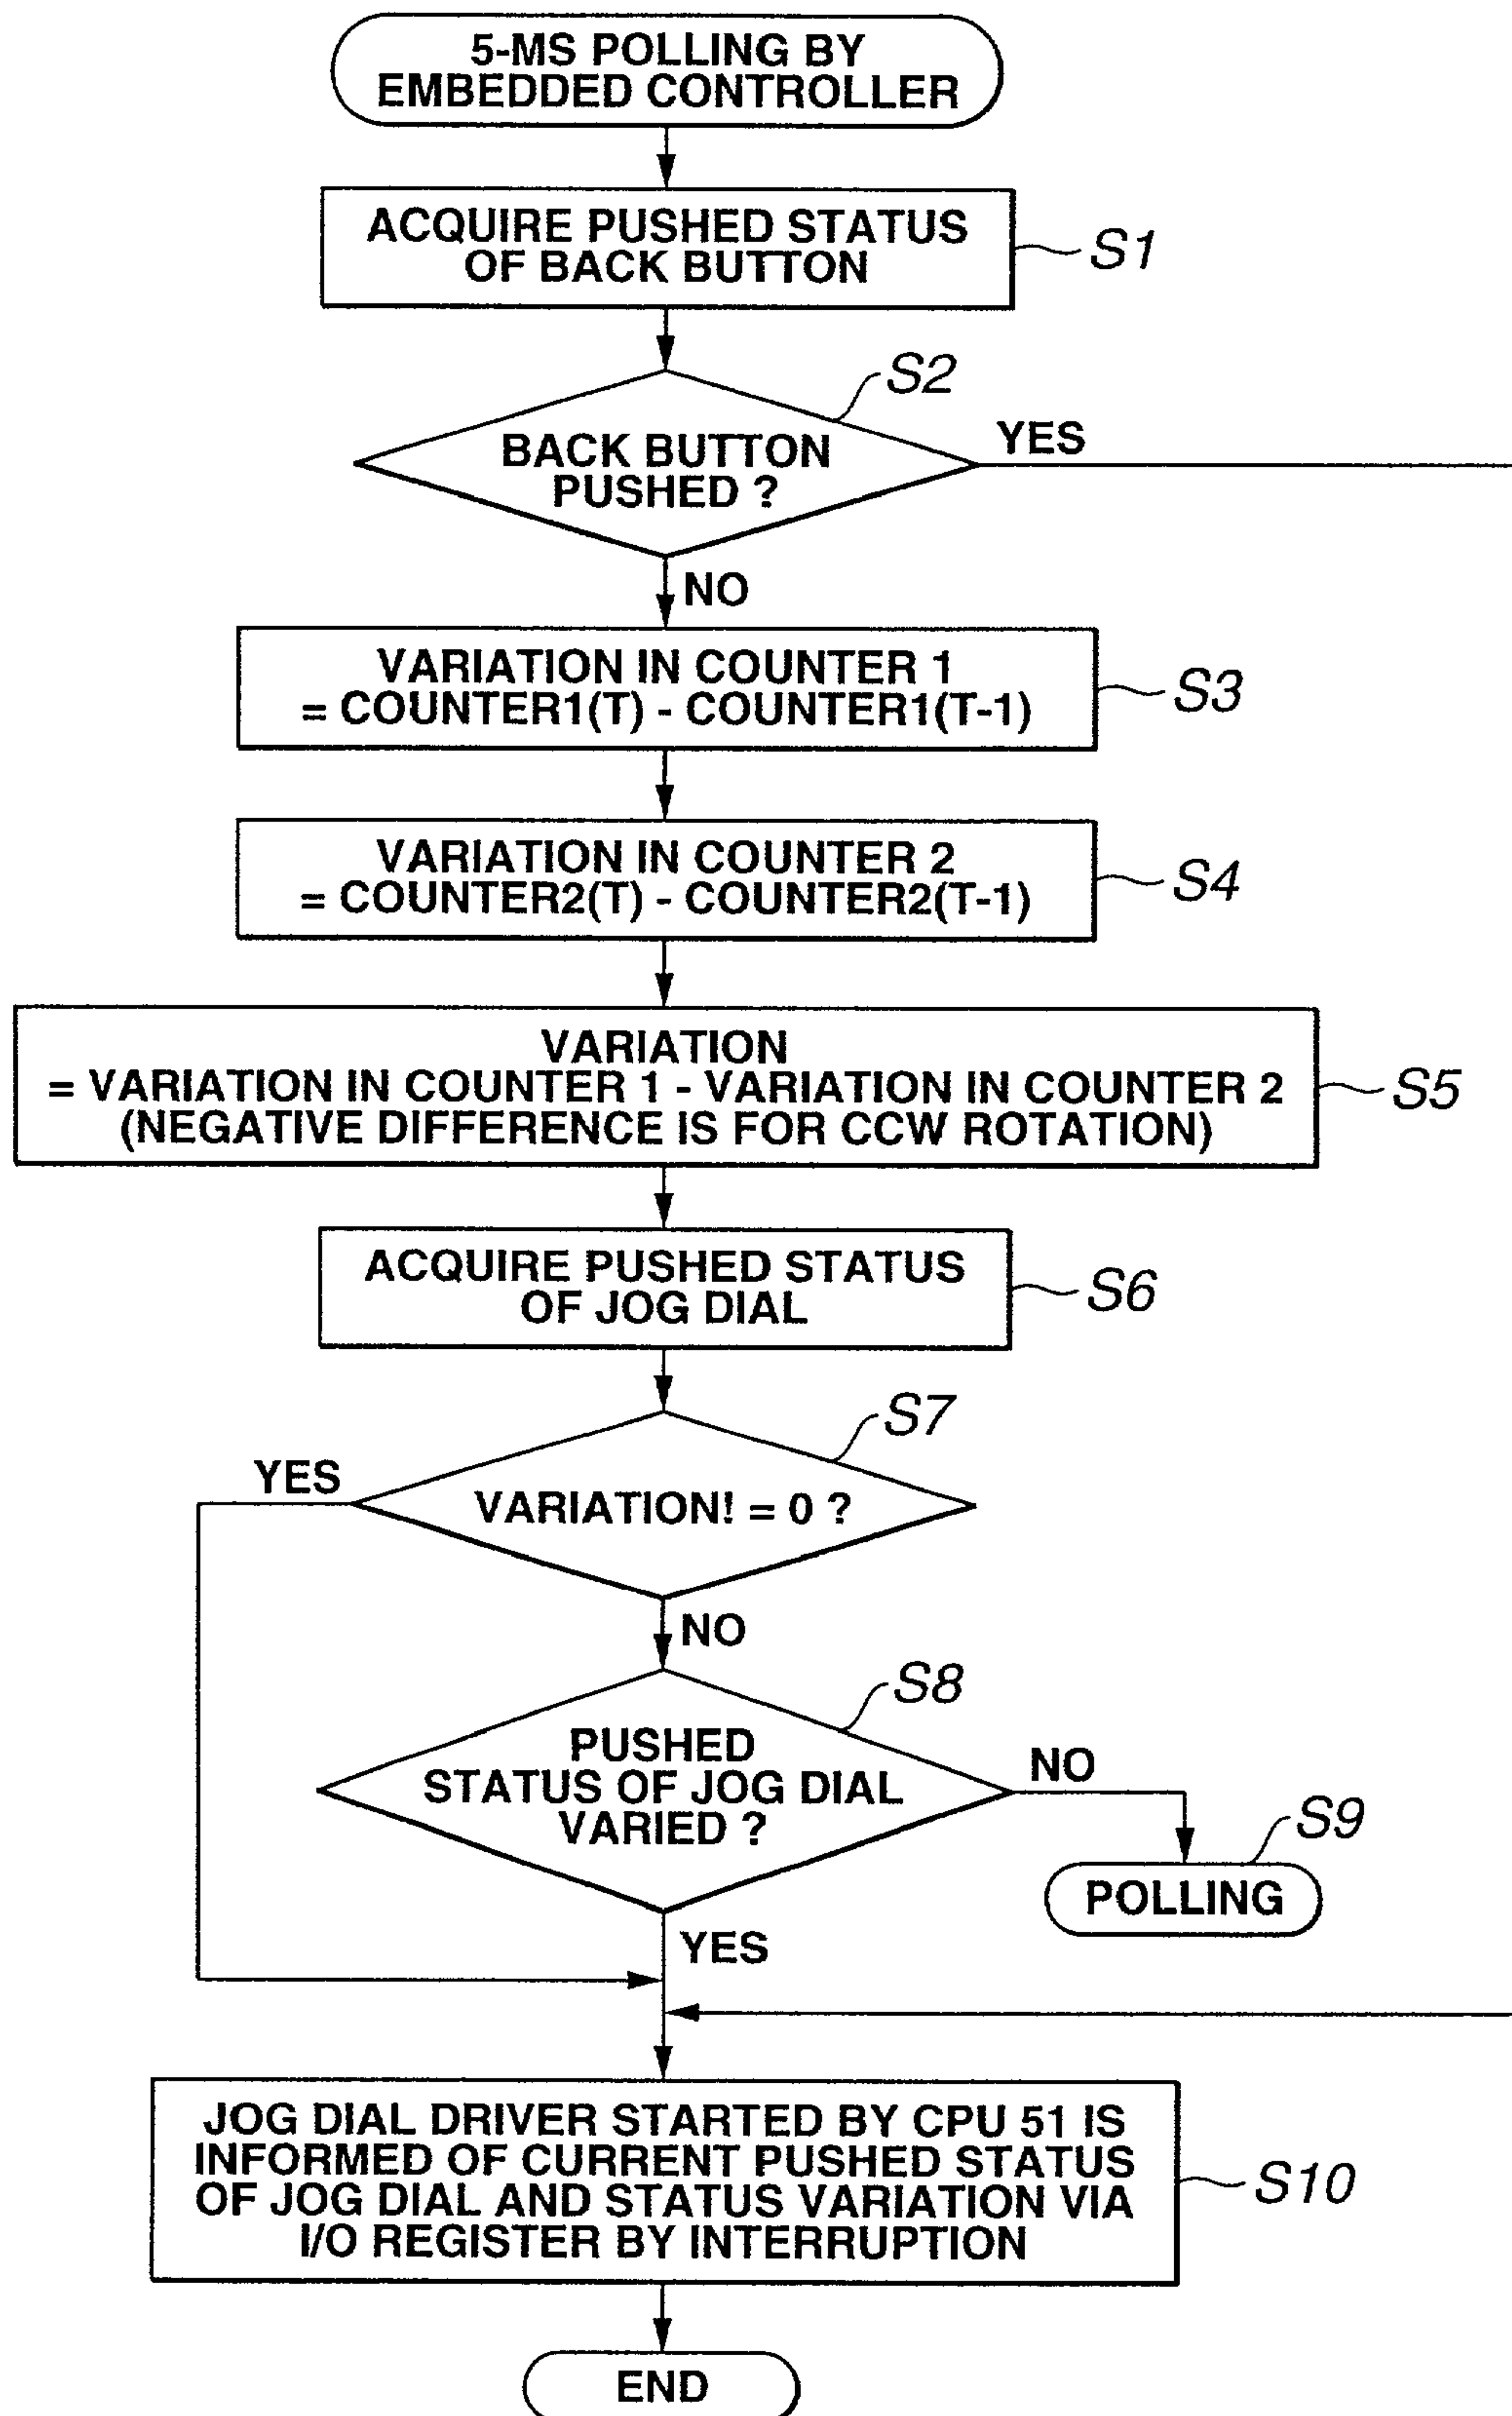 5-MS POLLING BY
EMBEDDED CONTROLLER
ACQUIRE PUSHED STATUS
OF BACK BUTTON
S1
S2
BACK BUTTON
PUSHED ?
YES
NO
VARIATION IN COUNTER 1
= COUNTER1(T) - COUNTER1(T-1)
S3
VARIATION IN COUNTER 2
= COUNTER2(T) - COUNTER2(T-1)
S4
VARIATION
= VARIATION IN COUNTER 1 - VARIATION IN COUNTER 2
(NEGATIVE DIFFERENCE IS FOR CCW ROTATION)
S5
ACQUIRE PUSHED STATUS
OF JOG DIAL
S6
S7
YES
VARIATION! = 0 ?
NO
S8
PUSHED
STATUS OF JOG DIAL
VARIED ?
NO
S9
POLLING
YES
JOG DIAL DRIVER STARTED BY CPU 51 IS
INFORMED OF CURRENT PUSHED STATUS
OF JOG DIAL AND STATUS VARIATION VIA
I/O REGISTER BY INTERRUPTION
S10
END